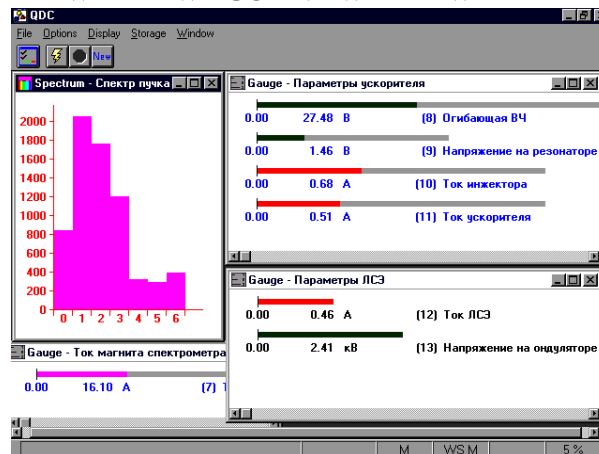 QDC
File Options Display Storage Window
New
Spectrum - Спектр пучка
2000
1800
1600
1400
1200
1000
800
600
400
200
0
0 1 2 3 4 5 6
Gauge - Ток магнита спектрометра
0.00 16.10 А (7)
Gauge - Параметры ускорителя
0.00 27.48 В (8) Огибающая ВЧ
0.00 1.46 В (9) Напряжение на резонаторе
0.00 0.68 А (10) Ток инжектора
0.00 0.51 А (11) Ток ускорителя
Gauge - Параметры ЛСЭ
0.00 0.46 А (12) Ток ЛСЭ
0.00 2.41 кВ (13) Напряжение на ондуляторе
M WS M 5 %